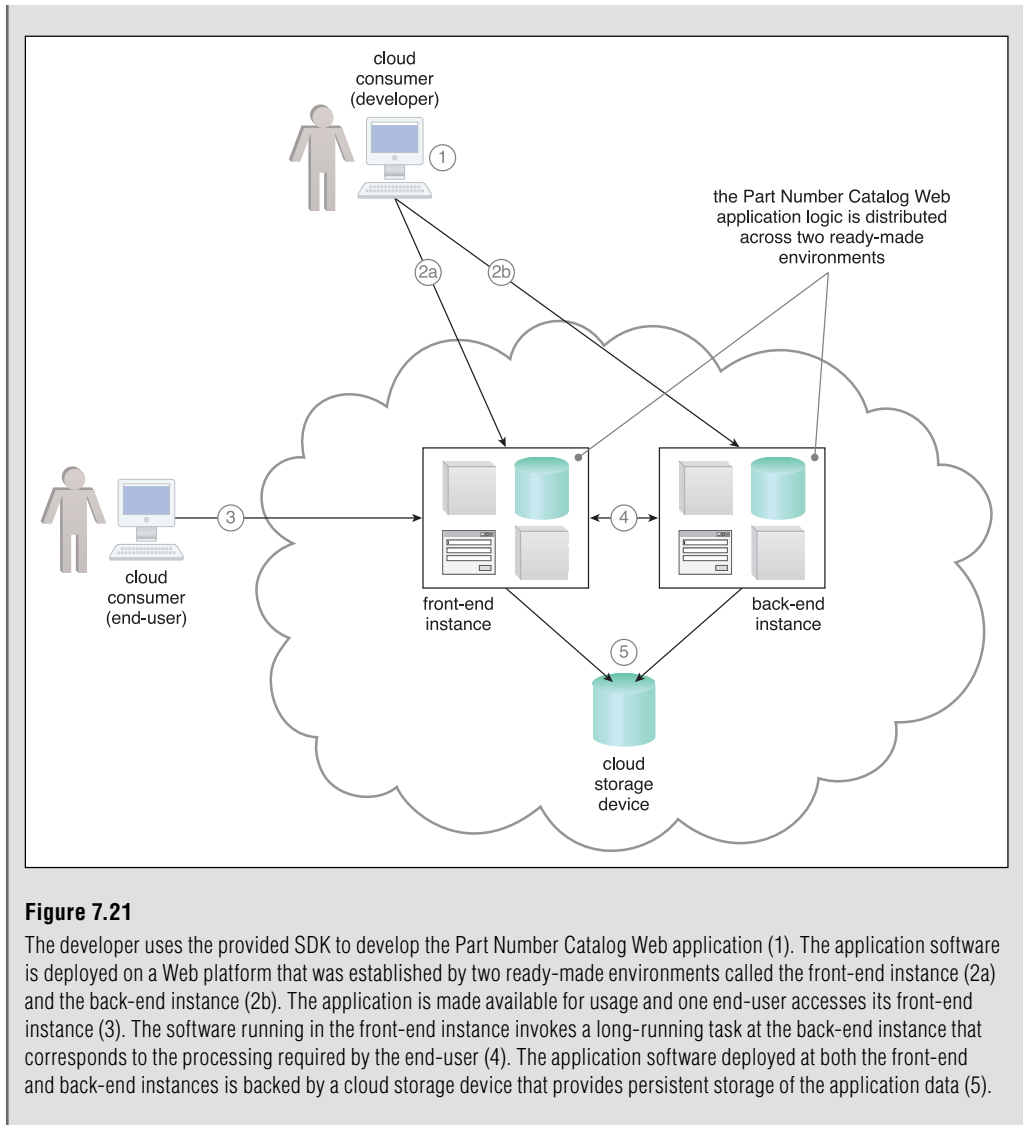 cloud
consumer
(developer)
1
the Part Number Catalog Web
application logic is distributed
across two ready-made
environments
2a
2b
3
4
cloud
consumer
(end-user)
front-end
instance
back-end
instance
5
cloud
storage
device
Figure 7.21
The developer uses the provided SDK to develop the Part Number Catalog Web application (1). The application software
is deployed on a Web platform that was established by two ready-made environments called the front-end instance (2a)
and the back-end instance (2b). The application is made available for usage and one end-user accesses its front-end
instance (3). The software running in the front-end instance invokes a long-running task at the back-end instance that
corresponds to the processing required by the end-user (4). The application software deployed at both the front-end
and back-end instances is backed by a cloud storage device that provides persistent storage of the application data (5).